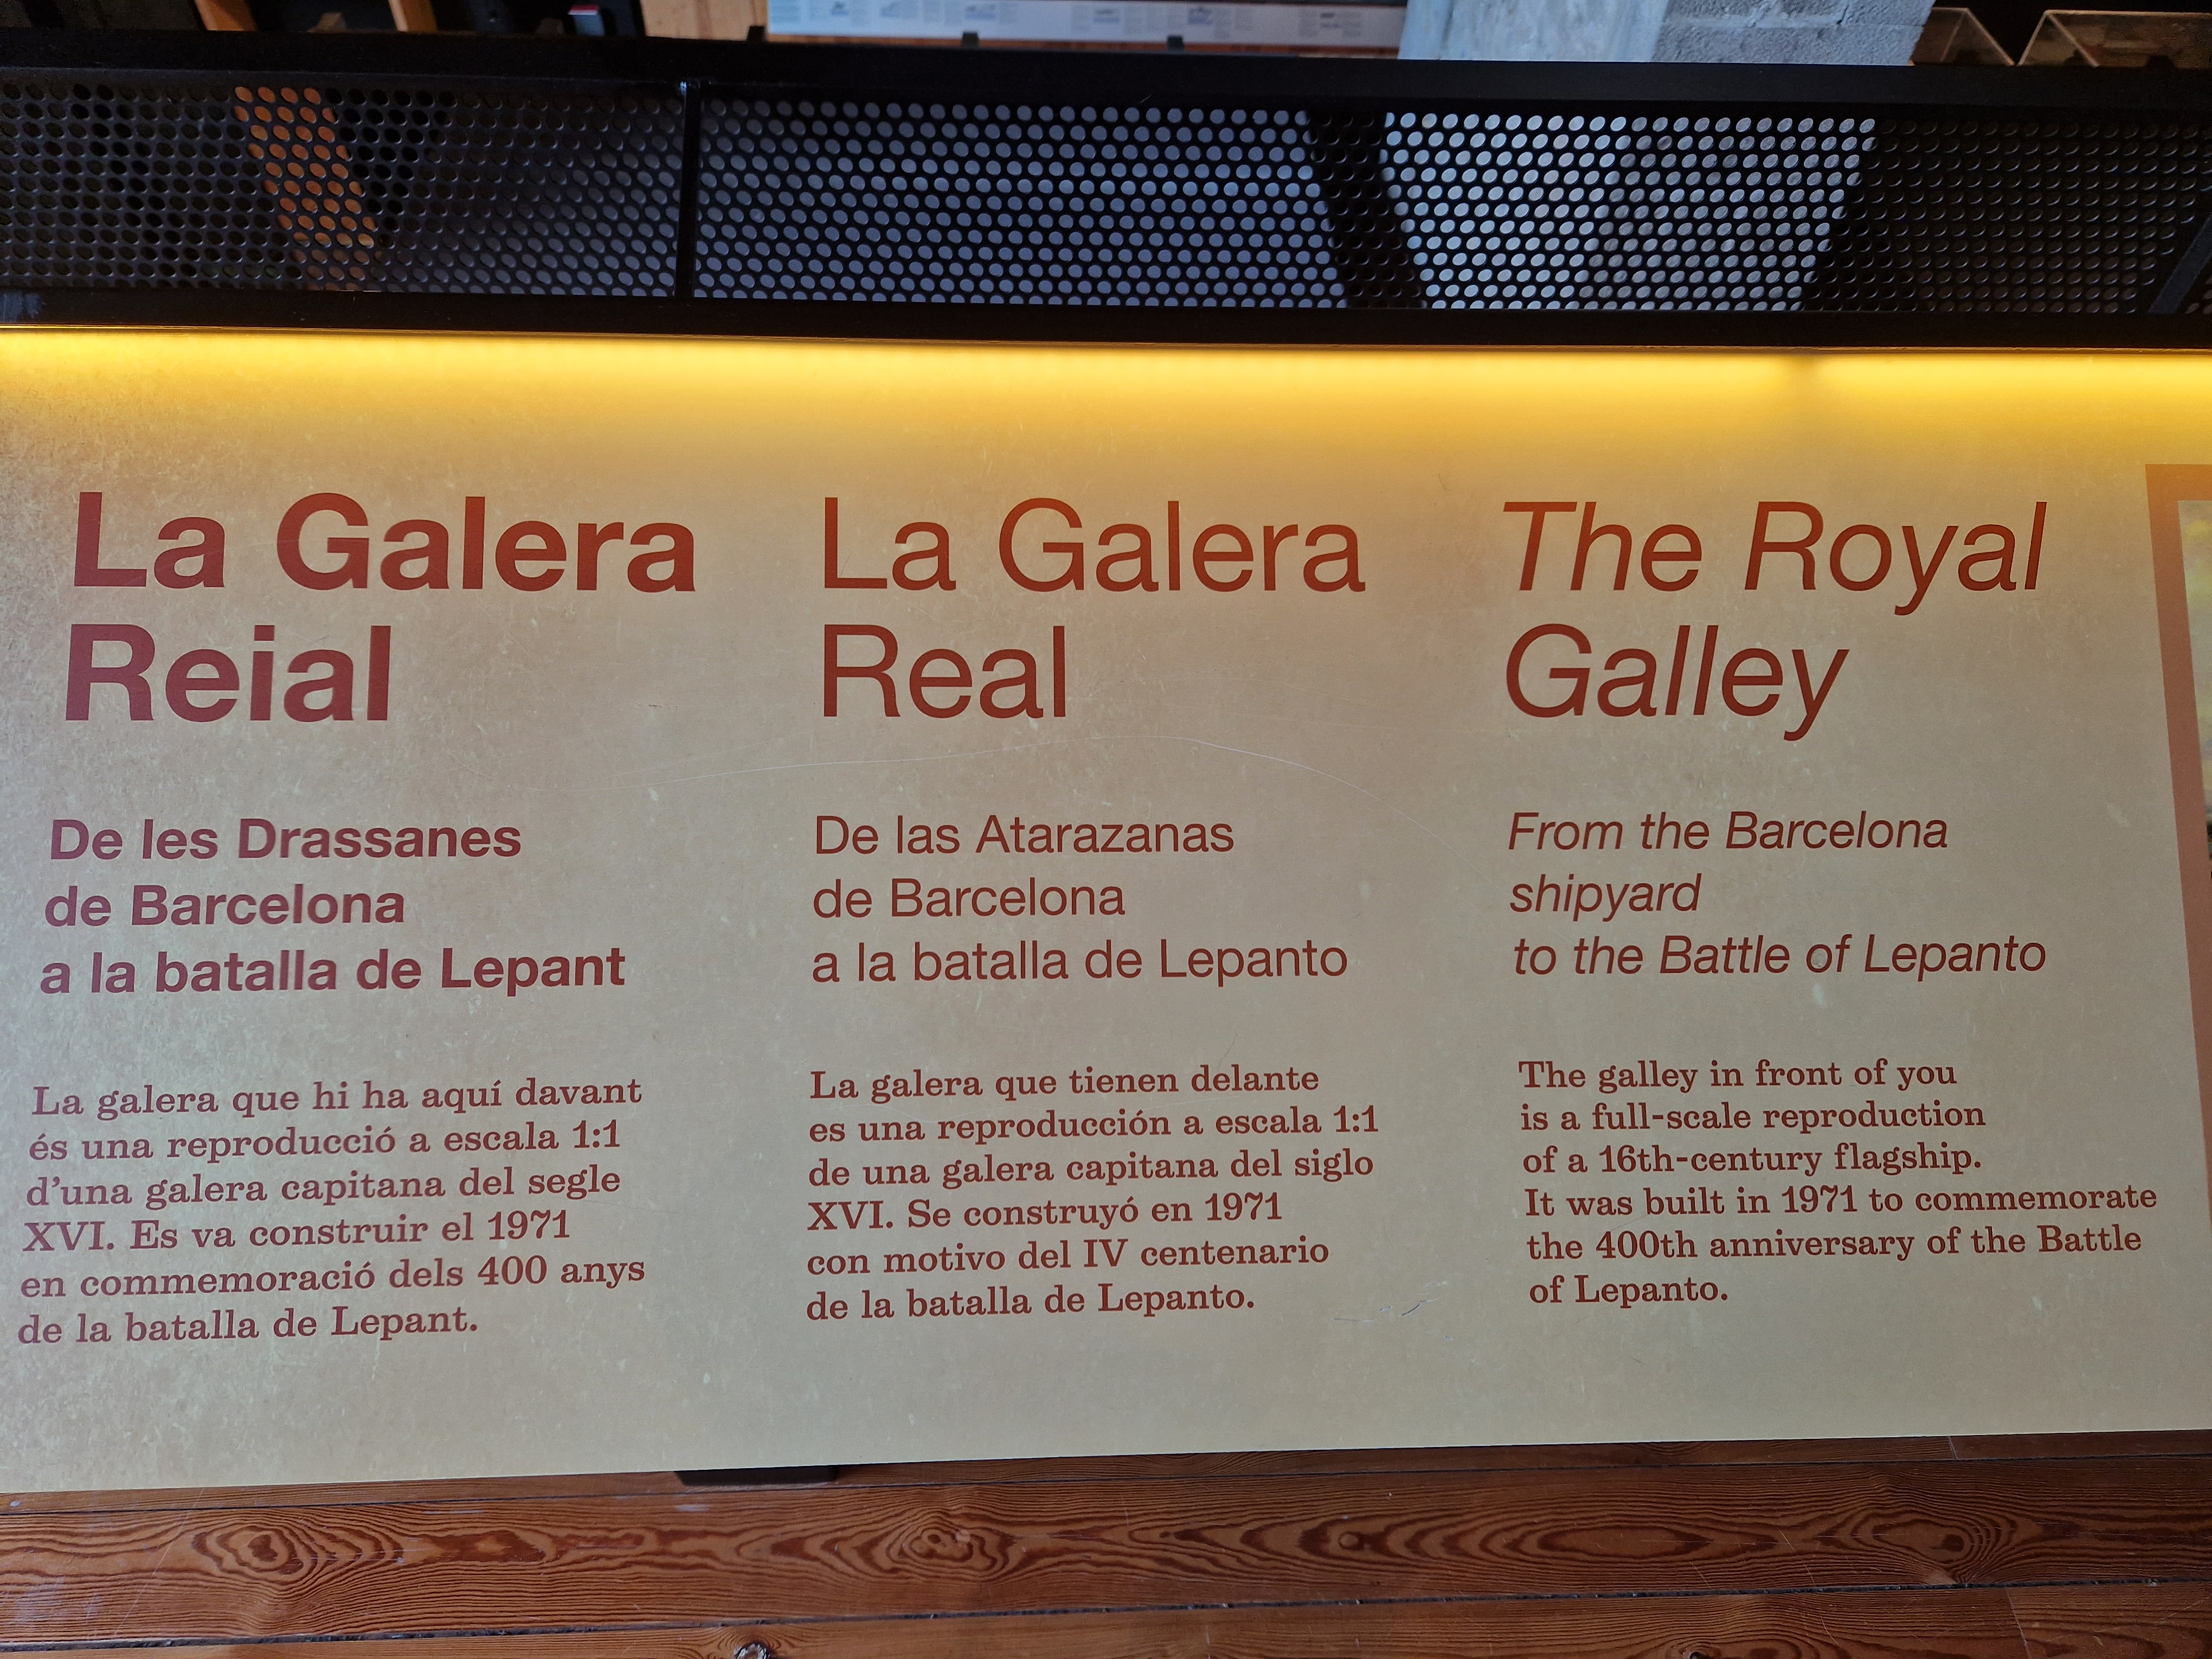 La Galera
Reial
De les Drassanes
de Barcelona
a la batalla de Lepant
La galera que hi ha aquí davant
és una reproducció a escala 1:1
d’una galera capitana del segle
XVI. Es va construir el 1971
en commemoració dels 400 anys
de la batalla de Lepant.
La Galera
Real
De las Atarazanas
de Barcelona
a la batalla de Lepanto
La galera que tienen delante
es una reproducción a escala 1:1
de una galera capitana del siglo
XVI. Se construyó en 1971
con motivo del IV centenario
de la batalla de Lepanto.
The Royal
Galley
From the Barcelona
shipyard
to the Battle of Lepanto
The galley in front of you
is a full-scale reproduction
of a 16th-century flagship.
It was built in 1971 to commemorate
the 400th anniversary of the Battle
of Lepanto.